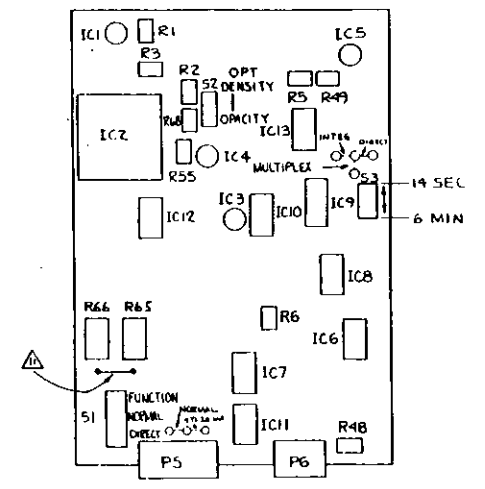 IC1
R1
IC5
R3
R2
S2
OPT
DENSITY
OPACITY
R5
R49
IC2
R68
IC13
INTEG
DIRECT
R55
IC4
MULTIPLEX
S3
14 SEC
6 MIN
IC12
IC3
IC10
IC9
IC8
R66
R65
R6
IC6
11
IC7
S1
FUNCTION
NORMAL
DIRECT
NORMAL
IC11
R48
P5
P6